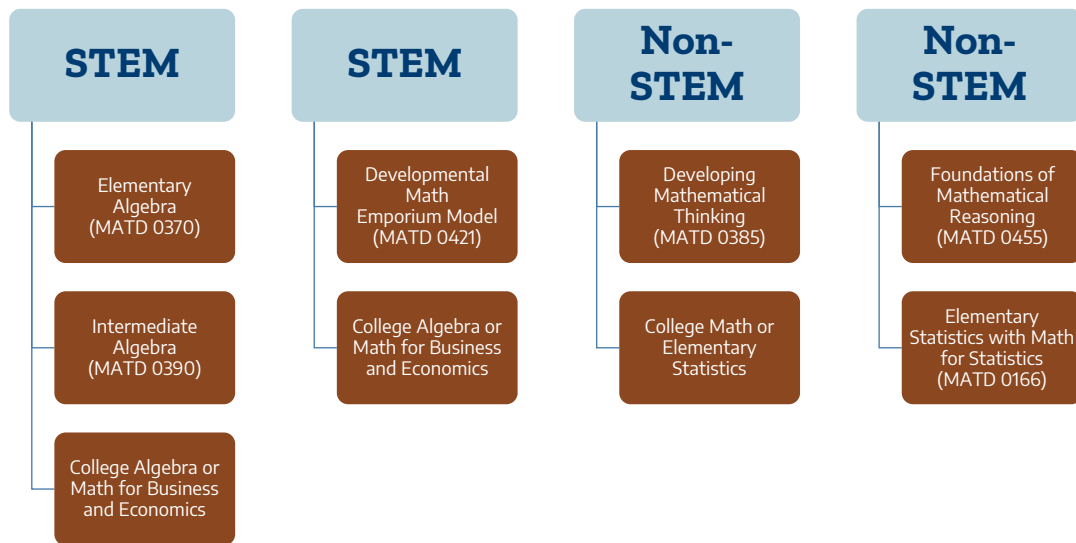 STEM
Elementary
Algebra
(MATD 0370)
Intermediate
Algebra
(MATD 0390)
College Algebra or
Math for Business
and Economics
STEM
Developmental
Math
Emporium Model
(MATD 0421)
College Algebra or
Math for Business
and Economics
Non-
STEM
Developing
Mathematical
Thinking
(MATD 0385)
College Math or
Elementary
Statistics
Non-
STEM
Foundations of
Mathematical
Reasoning
(MATD 0455)
Elementary
Statistics with Math
for Statistics
(MATD 0166)